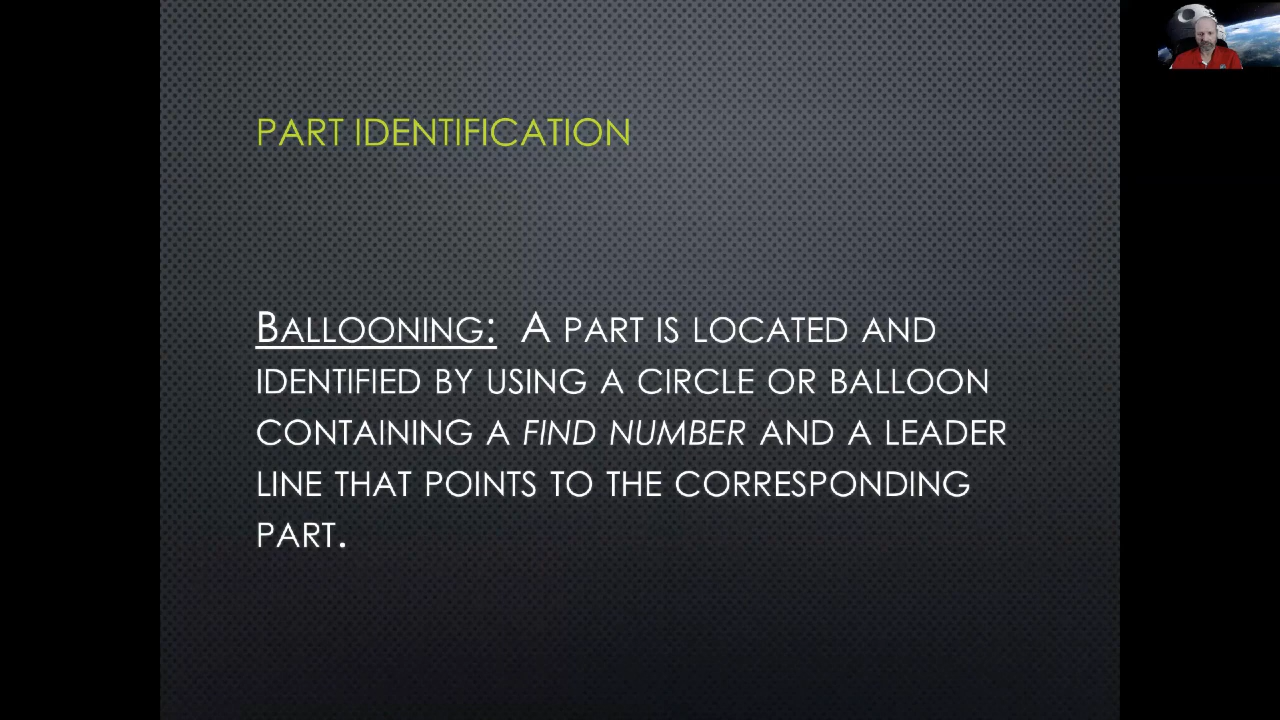 PART IDENTIFICATION
BALLOONING: A PART IS LOCATED AND
IDENTIFIED BY USING A CIRCLE OR BALLOON
CONTAINING A FIND NUMBER AND A LEADER
LINE THAT POINTS TO THE CORRESPONDING
PART.